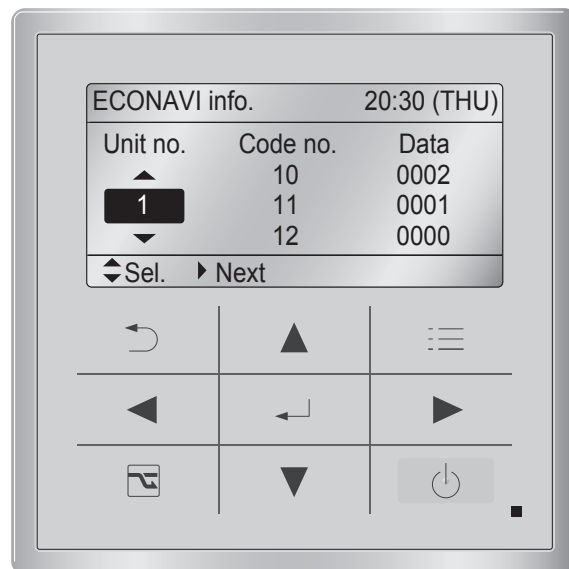 ECONAVI info. 20:30 (THU)
Unit no. Code no. Data
10 0002
1 11 0001
12 0000
Sel. Next